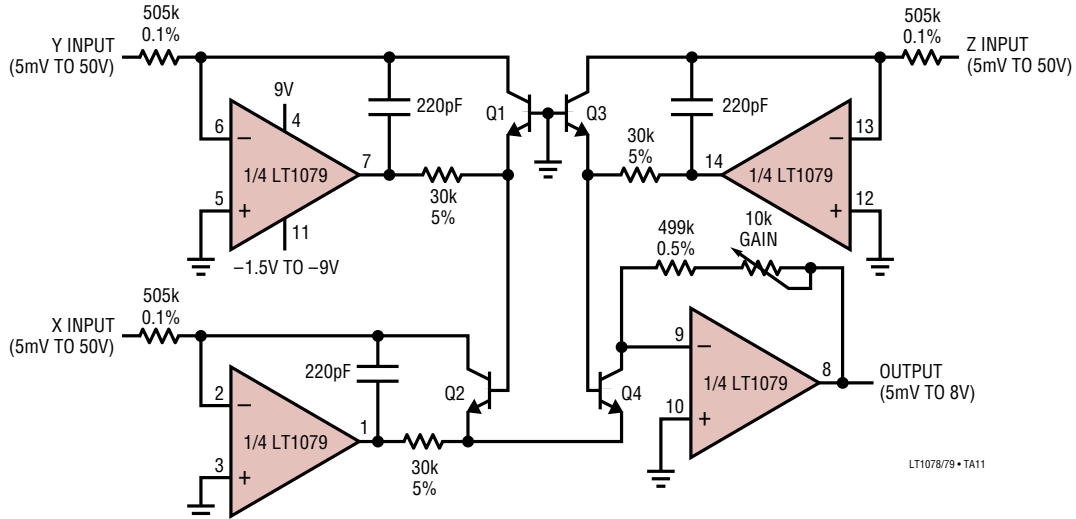 505k
0.1%
Y INPUT
(5mV TO 50V)
9V
4
6
5
7
11
–1.5V TO –9V
1/4 LT1079
220pF
30k
5%
Q1
Q3
505k
0.1%
Z INPUT
(5mV TO 50V)
220pF
30k
5%
14
13
12
1/4 LT1079
505k
0.1%
X INPUT
(5mV TO 50V)
220pF
2
3
1
1/4 LT1079
30k
5%
Q2
Q4
499k
0.5%
10k
GAIN
9
10
8
1/4 LT1079
OUTPUT
(5mV TO 8V)
LT1078/79 • TA11